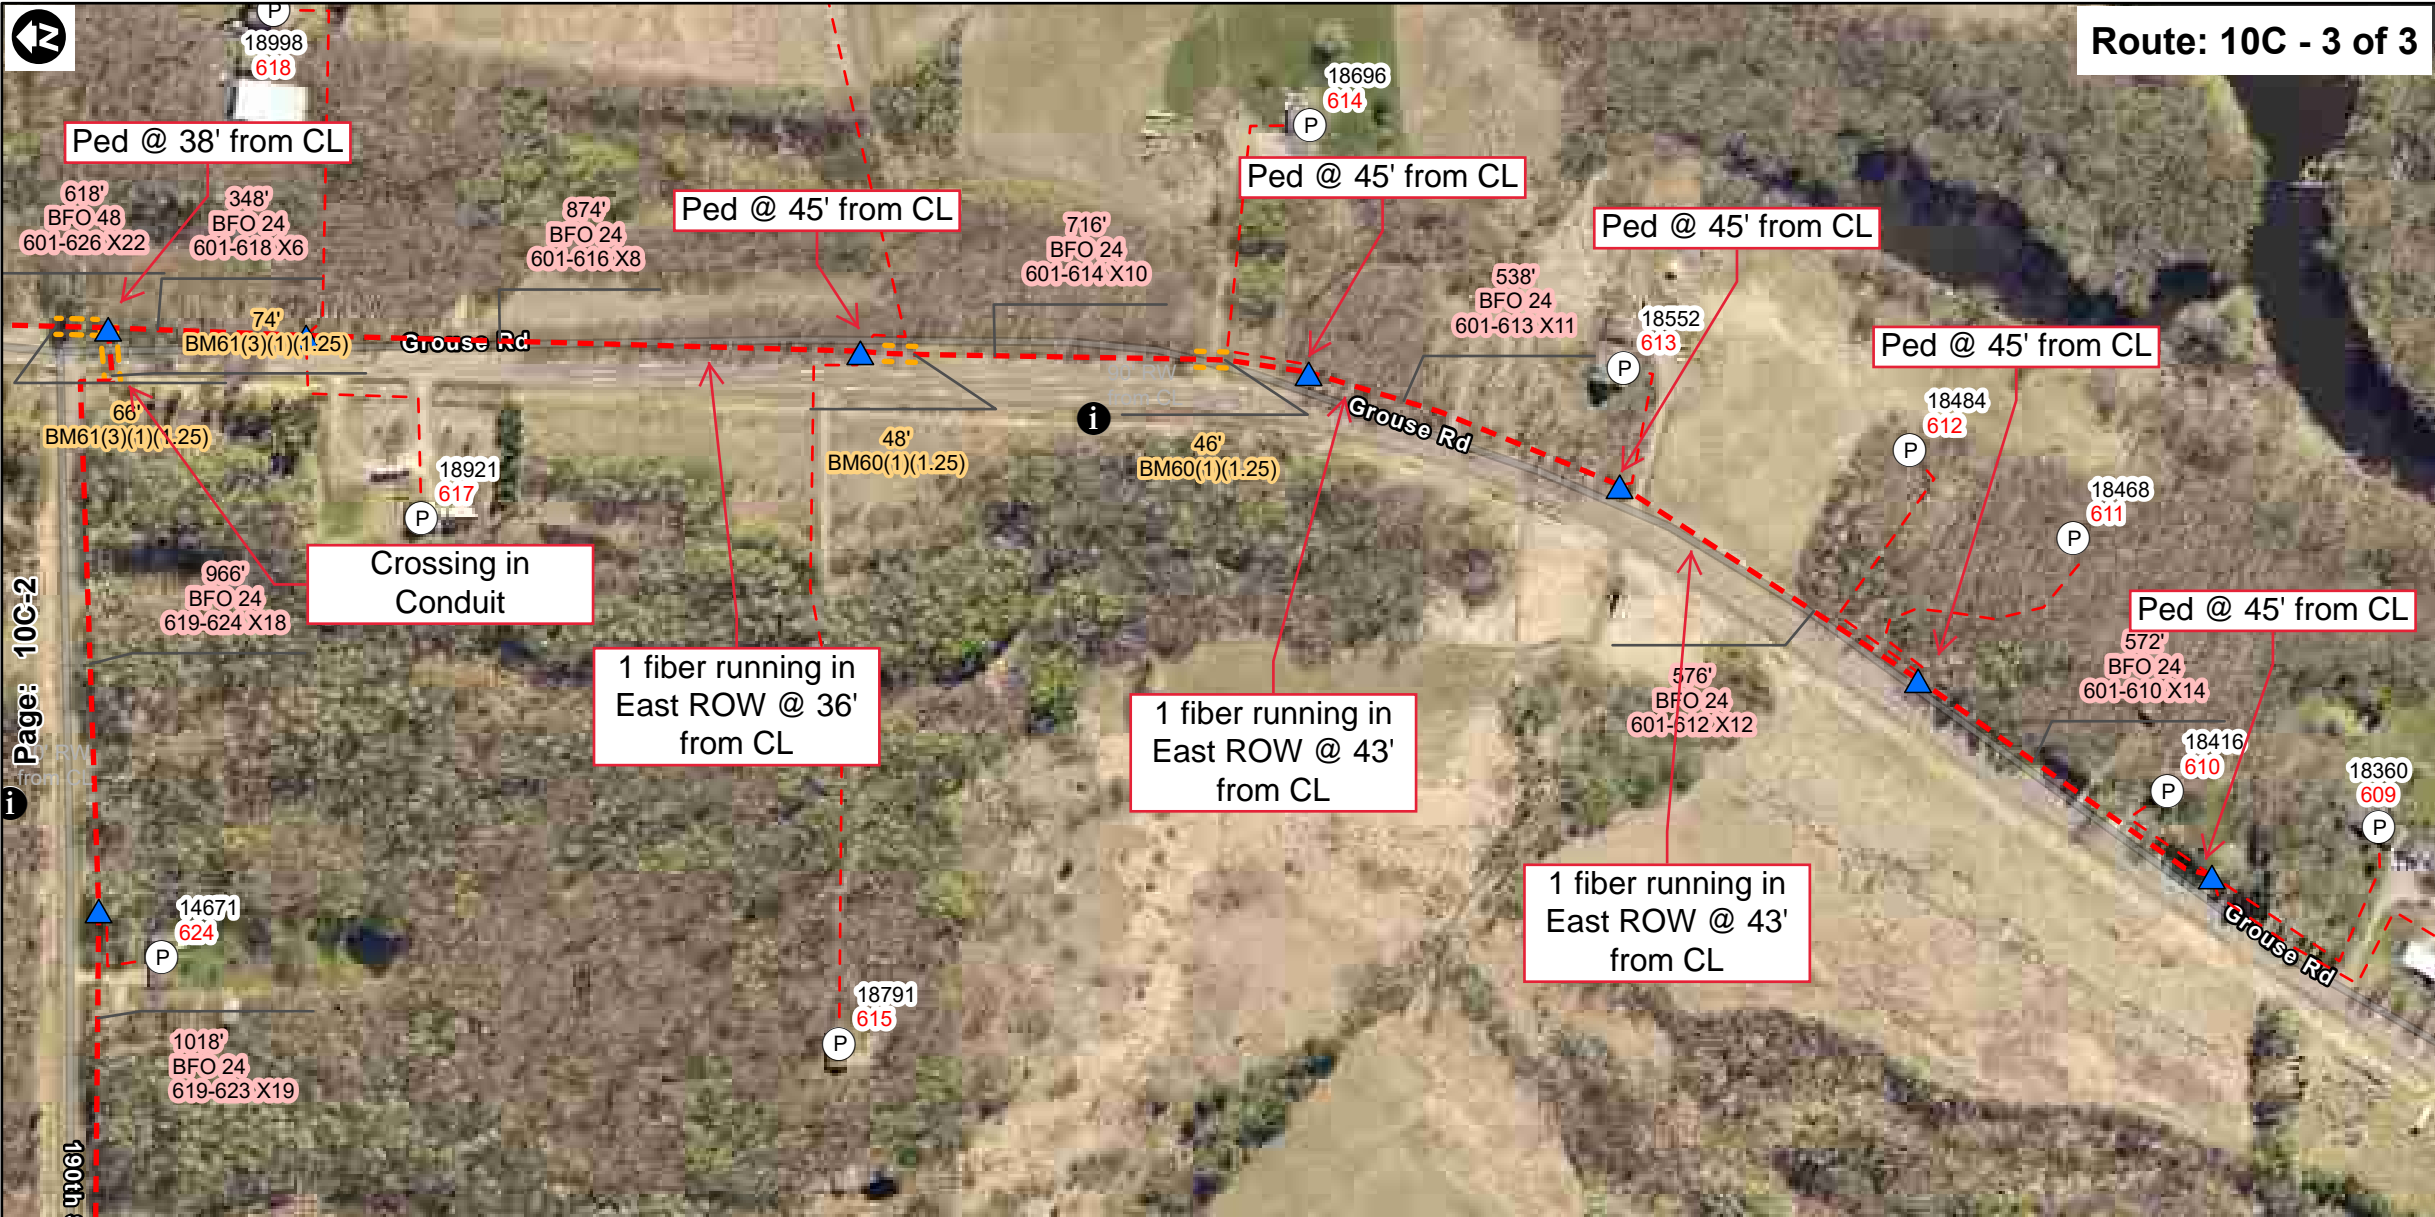 N
Route: 10C - 3 of 3
P
18998
618
Ped @ 38' from CL
618'
BFO 48
601-626 X22
348'
BFO 24
601-618 X6
874'
BFO 24
601-616 X8
Ped @ 45' from CL
716'
BFO 24
601-614 X10
18696
614
P
Ped @ 45' from CL
538'
BFO 24
601-613 X11
Ped @ 45' from CL
18552
613
P
Ped @ 45' from CL
74'
BM61(3)(1)(1.25)
Grouse Rd
66'
BM61(3)(1)(1.25)
18921
617
P
48'
BM60(1)(1.25)
i
46'
BM60(1)(1.25)
Grouse Rd
18484
612
P
18468
611
P
Crossing in
Conduit
966'
BFO 24
619-624 X18
Page: 10C-2
from CL
i
1 fiber running in
East ROW @ 36'
from CL
1 fiber running in
East ROW @ 43'
from CL
576'
BFO 24
601-612 X12
Ped @ 45' from CL
572'
BFO 24
601-610 X14
18416
610
P
18360
609
P
1 fiber running in
East ROW @ 43'
from CL
Grouse Rd
14671
624
P
18791
615
P
1018'
BFO 24
619-623 X19
190th